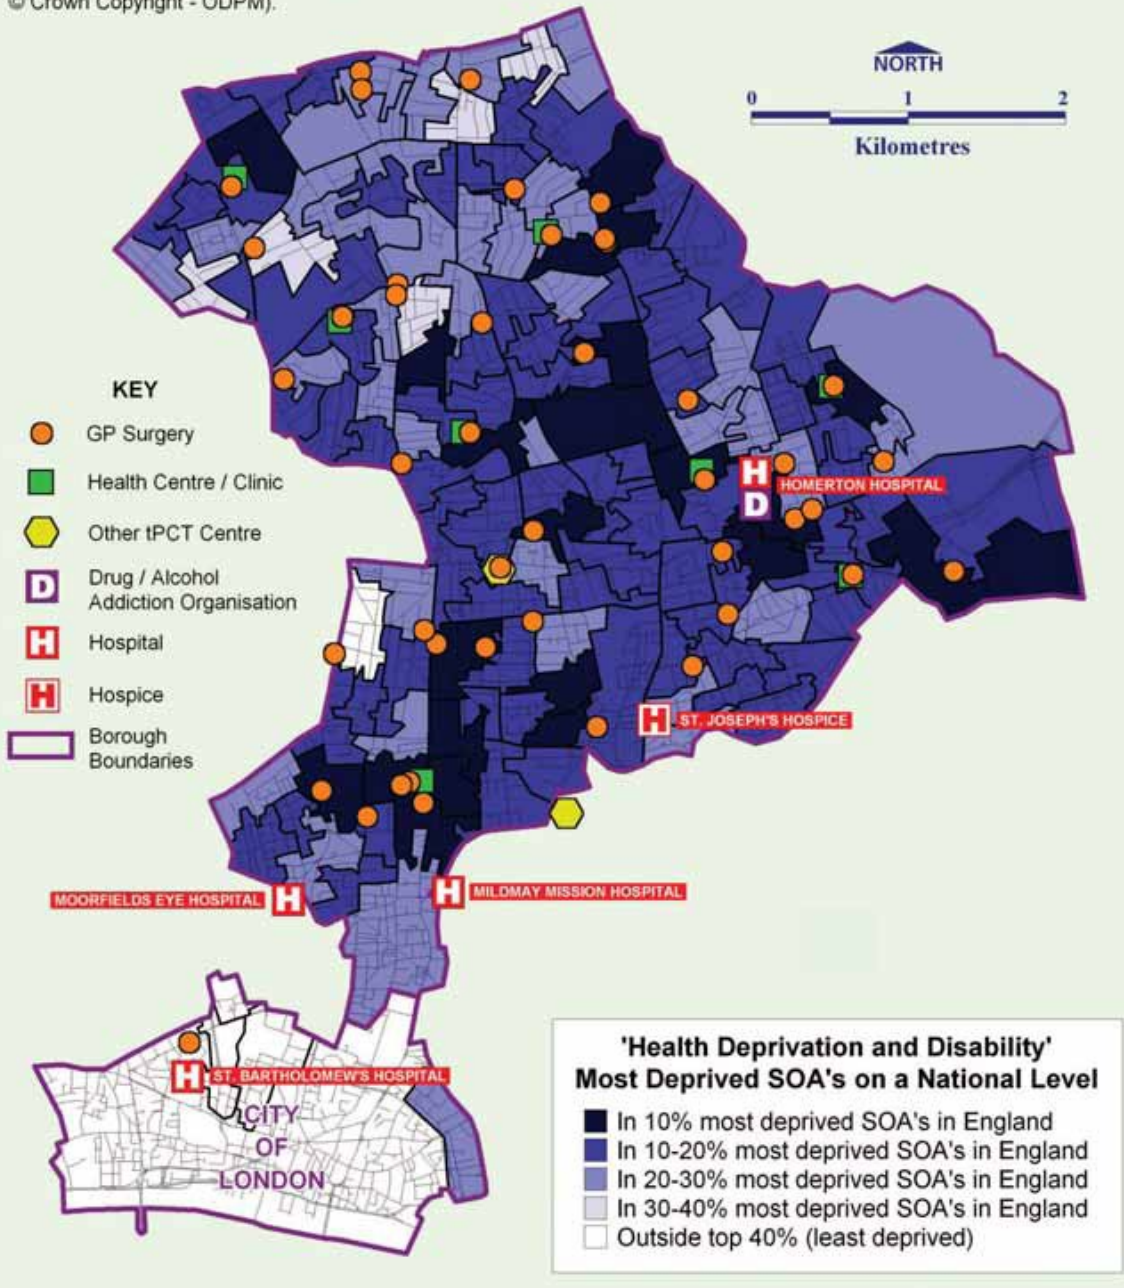 © Crown Copyright - ODPM).
NORTH
0 1 2
Kilometres
KEY
GP Surgery
Health Centre / Clinic
Other tPCT Centre
D
Drug / Alcohol
Addiction Organisation
H
Hospital
H
Hospice
Borough
Boundaries
H
D
HOMERTON HOSPITAL
H
ST. JOSEPH'S HOSPICE
MOORFIELDS EYE HOSPITAL
H
H
MILDMAY MISSION HOSPITAL
H
ST. BARTHOLOMEW'S HOSPITAL
CITY
OF
LONDON
'Health Deprivation and Disability'
Most Deprived SOA's on a National Level
In 10% most deprived SOA's in England
In 10-20% most deprived SOA's in England
In 20-30% most deprived SOA's in England
In 30-40% most deprived SOA's in England
Outside top 40% (least deprived)